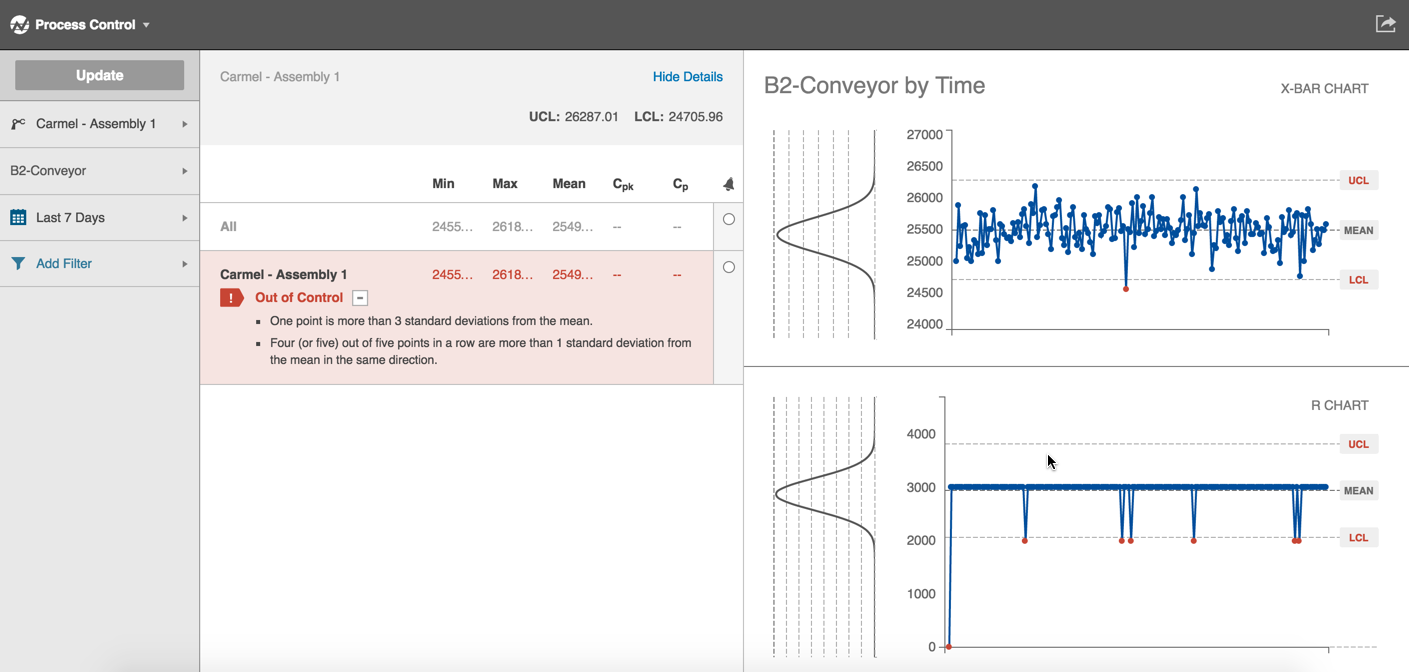 Process Control
Update
Carmel - Assembly 1
B2-Conveyor
Last 7 Days
Add Filter
Carmel - Assembly 1
Hide Details
UCL: 26287.01 LCL: 24705.96
Min Max Mean Cpk Cp
All 2455... 2618... 2549... -- --
Carmel - Assembly 1 2455... 2618... 2549... -- --
! Out of Control
One point is more than 3 standard deviations from the mean.
Four (or five) out of five points in a row are more than 1 standard deviation from
the mean in the same direction.
B2-Conveyor by Time
X-BAR CHART
27000
26500
UCL
26000
25500
MEAN
25000
LCL
24500
24000
R CHART
4000
UCL
3000
MEAN
2000
LCL
1000
0